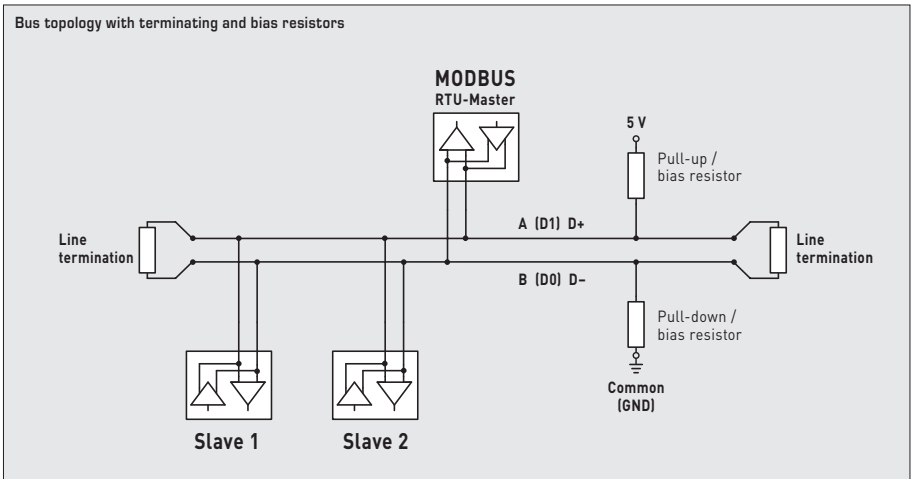 Bus topology with terminating and bias resistors
MODBUS
RTU-Master
5 V
Pull-up /
bias resistor
A (D1) D+
Line
termination
Line
termination
B (D0) D–
Pull-down /
bias resistor
Common
(GND)
Slave 1
Slave 2